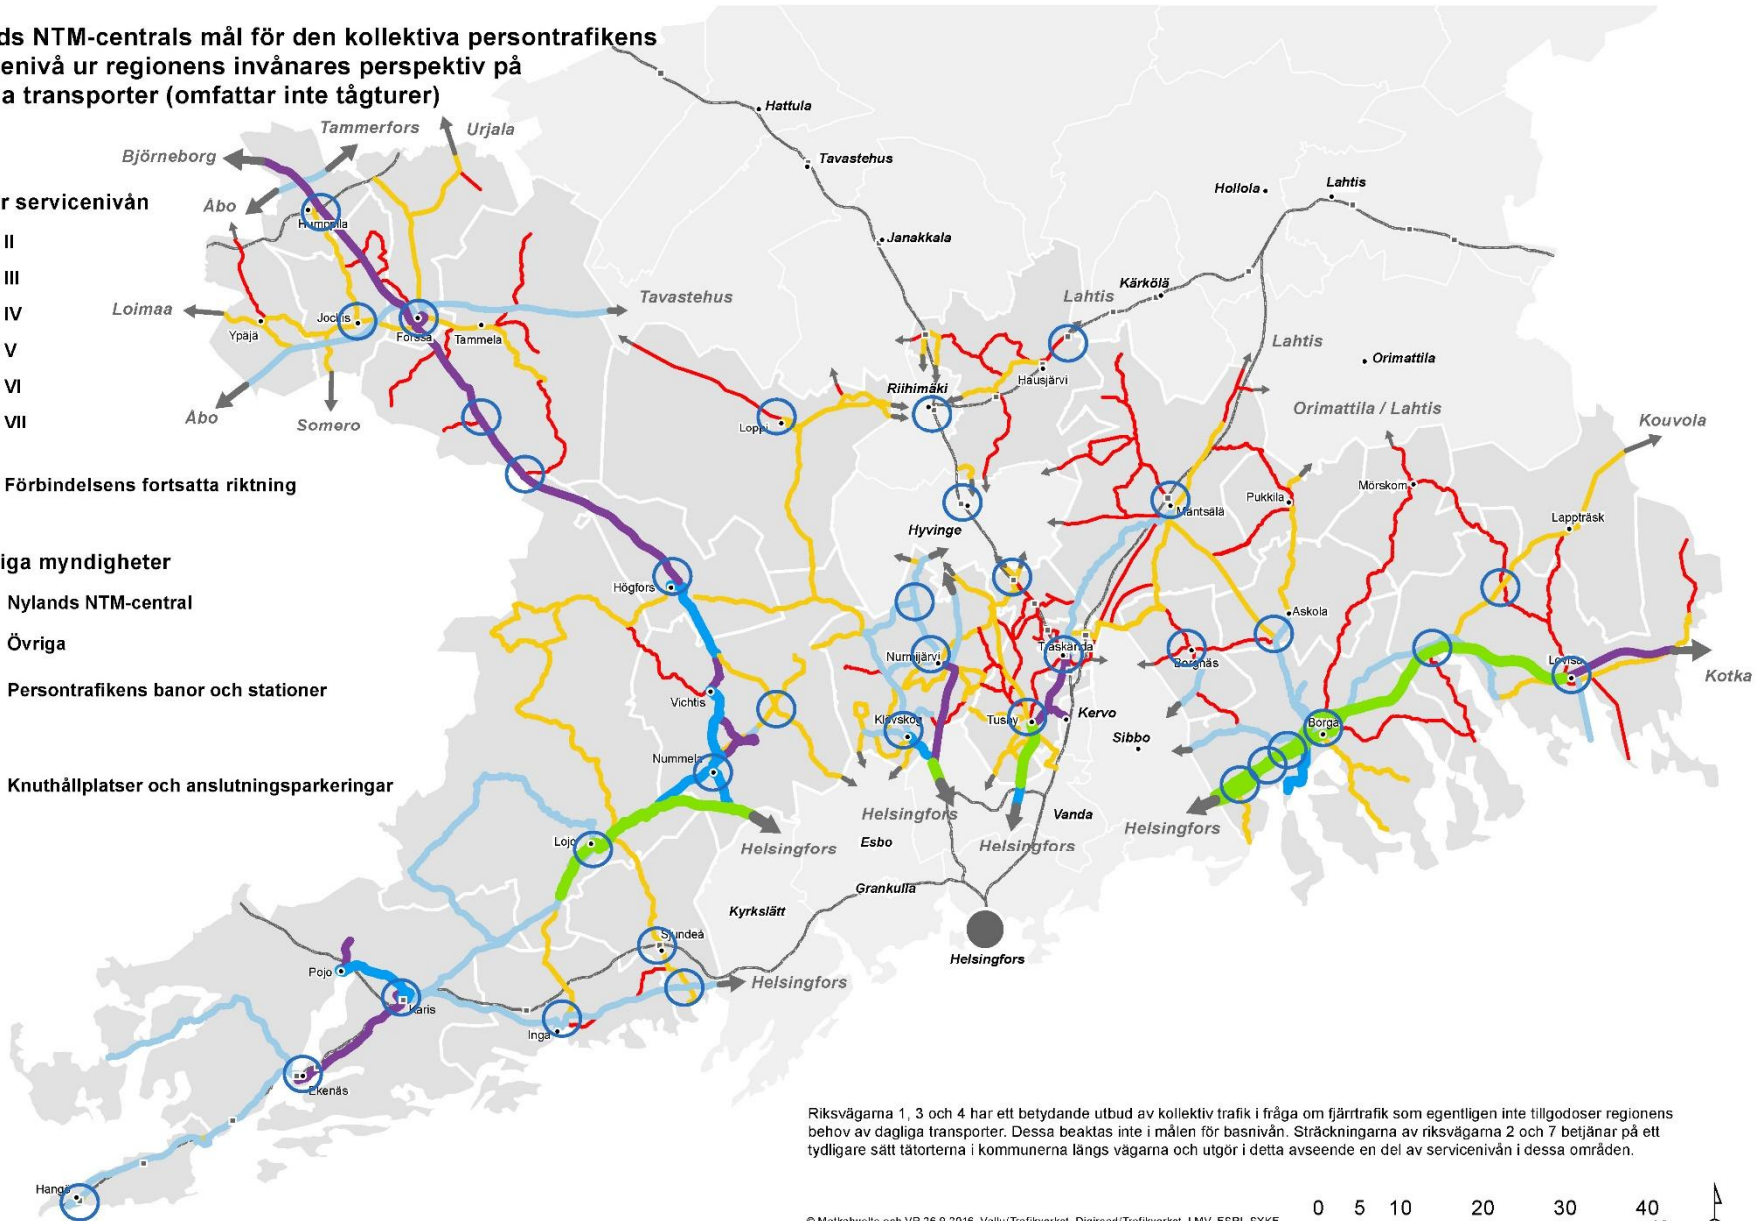 ds NTM-centrals mål för den kollektiva persontrafikens
enivå ur regionens invånares perspektiv på
a transporter (omfattar inte tågturer)
Tammerfors
Urjala
Björneborg
Hattula
Tavastehus
r servicenivån
Åbo
Humppila
Hollola
Lahtis
II
Janakkala
III
Kärkölä
IV
Loimaa
Ypäjä
Jockis
Forssa
Tammela
Tavastehus
Lahtis
V
Lahtis
Orimattila
VI
Riihimäki
Hausjärvi
VII
Åbo
Somero
Loppi
Orimattila / Lahtis
Kouvola
Förbindelsens fortsatta riktning
Mäntsälä
Pukkila
Mörskom
Lappträsk
Hyvinge
iga myndigheter
Högfors
Nylands NTM-central
Askola
Övriga
Nurmijärvi
Träskända
Borgnäs
Lovisa
Kotka
Persontrafikens banor och stationer
Vichtis
Klövskog
Tusby
Kervo
Sibbo
Borgå
Nummela
Knuthållplatser och anslutningsparkeringar
Helsingfors
Vanda
Helsingfors
Lojo
Helsingfors
Esbo
Helsingfors
Grankulla
Kyrkslätt
Sjundeå
Helsingfors
Pojo
Helsingfors
Karis
Ingå
Ekenäs
Hangö
Riksvägarna 1, 3 och 4 har ett betydande utbud av kollektiv trafik i fråga om fjärrtrafik som egentligen inte tillgodoser regionens
behov av dagliga transporter. Dessa beaktas inte i målen för basnivån. Sträckningarna av riksvägarna 2 och 7 betjänar på ett
tydligare sätt tätorterna i kommunerna längs vägarna och utgör i detta avseende en del av servicenivån i dessa områden.
0 5 10 20 30 40